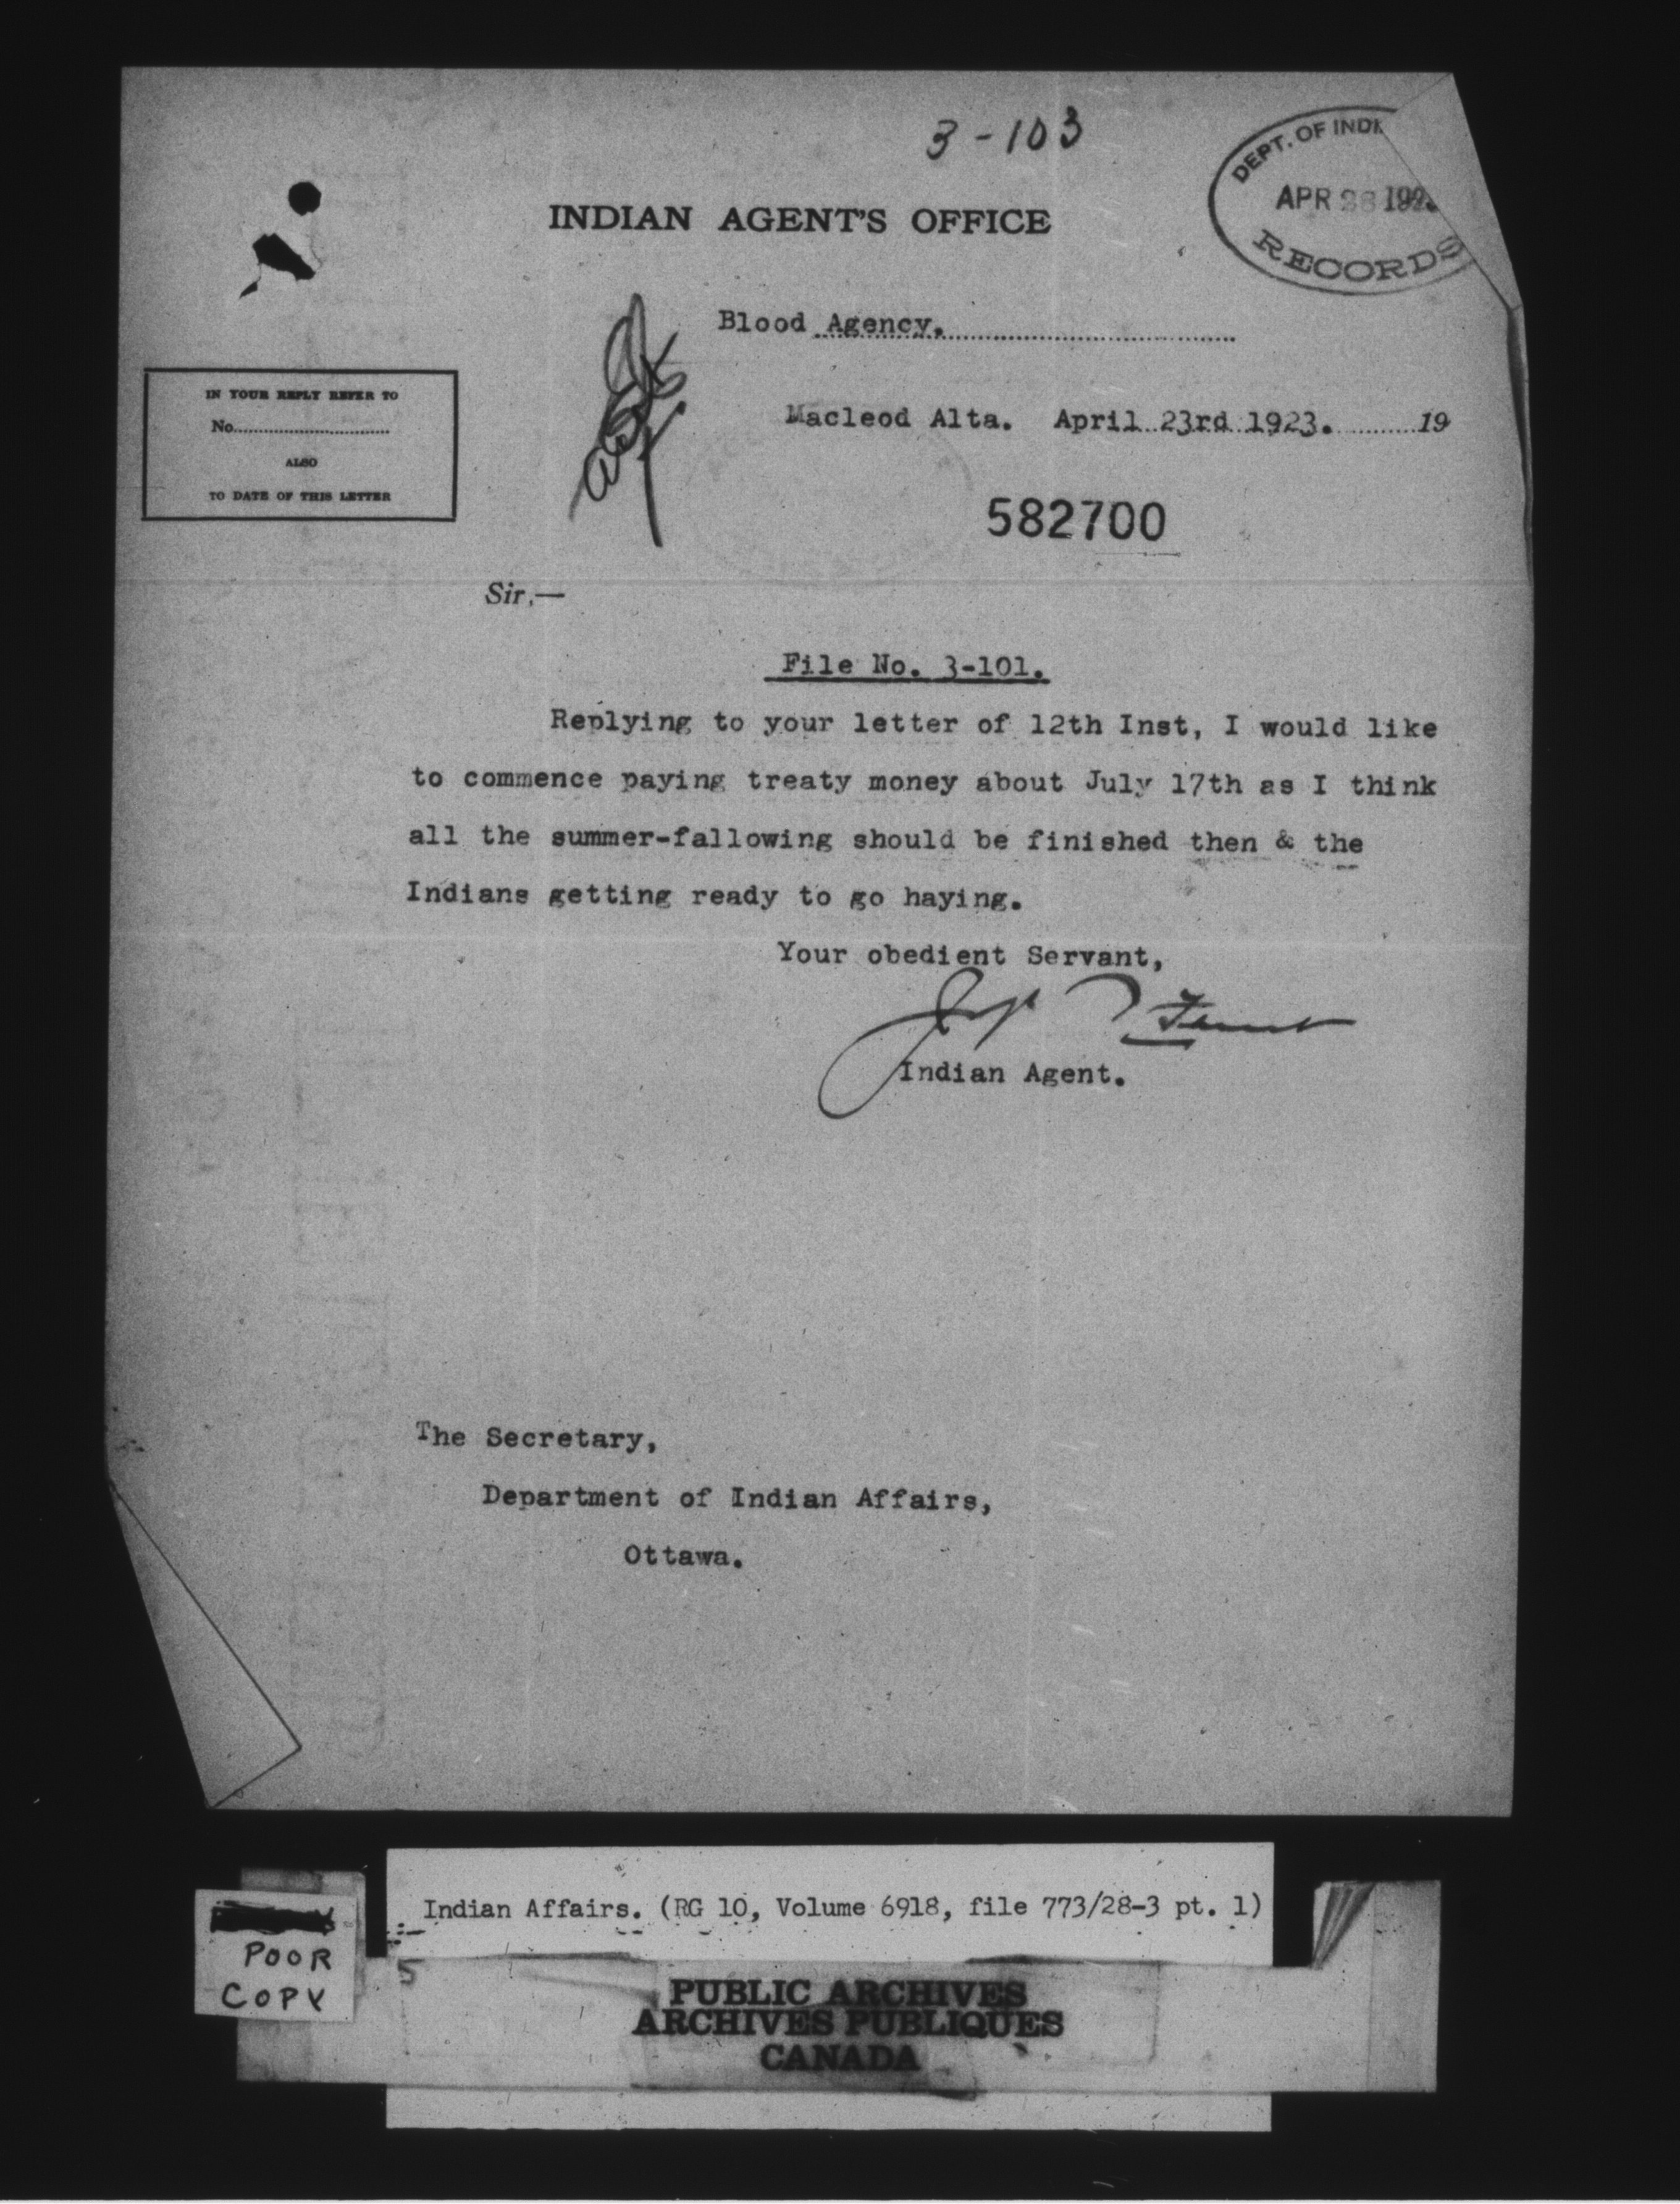 3-103
DEPT. OF INDI
APR 192
RECORDS
INDIAN AGENT'S OFFICE
Blood Agency.
IN YOUR REPLY REFER TO
No.
ALSO
TO DATE OF THIS LETTER
Macleod Alta. April 23rd 1923. 19
582700
Sir,—
File No. 3-101.
Replying to your letter of 12th Inst, I would like
to commence paying treaty money about July 17th as I think
all the summer-fallowing should be finished then & the
Indians getting ready to go haying.
Your obedient Servant,
Indian Agent.
The Secretary,
Department of Indian Affairs,
Ottawa.
Indian Affairs. (RG 10, Volume 6918, file 773/28-3 pt. 1)
POOR
COPY
PUBLIC ARCHIVES
ARCHIVES PUBLIQUES
CANADA